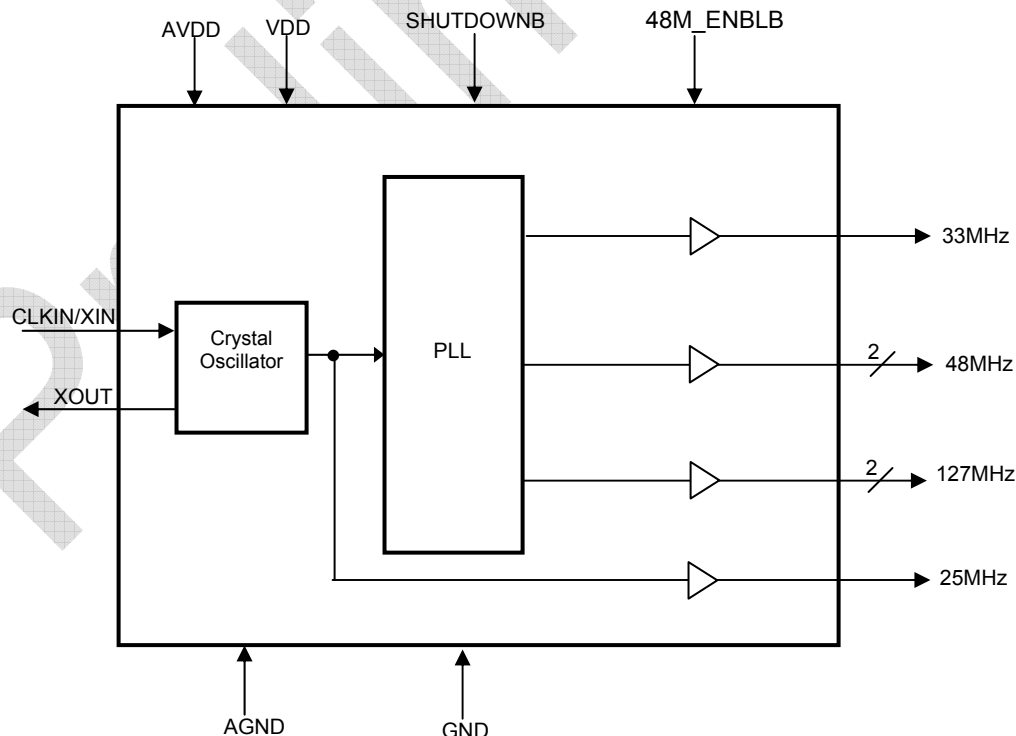 AVDD
VDD
SHUTDOWNB
48M_ENBLB
33MHz
CLKIN/XIN
Crystal
Oscillator
PLL
2
48MHz
XOUT
2
127MHz
25MHz
AGND
GND